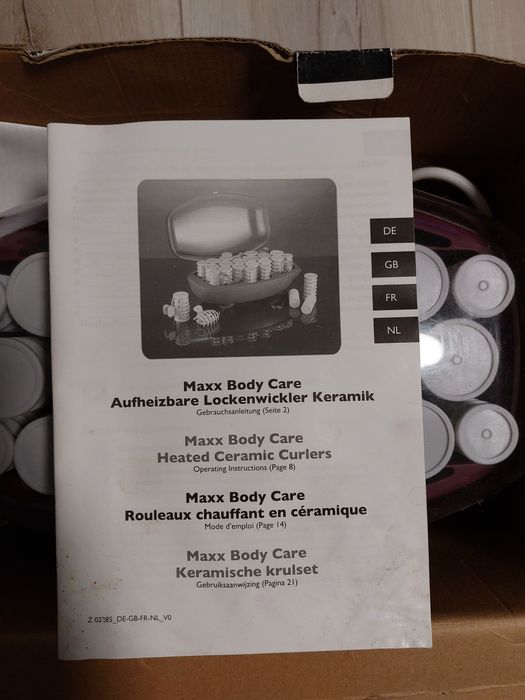 DE
GB
FR
NL
Maxx Body Care
Aufheizbare Lockenwickler Keramik
Gebrauchsanleitung (Seite 2)
Maxx Body Care
Heated Ceramic Curlers
Operating Instructions (Page 8)
Maxx Body Care
Rouleaux chauffant en céramique
Mode d'emploi (Page 14)
Maxx Body Care
Keramische krulset
Gebruiksaanwijzing (Pagina 21)
Z 02285_DE-GB-FR-NL_V0